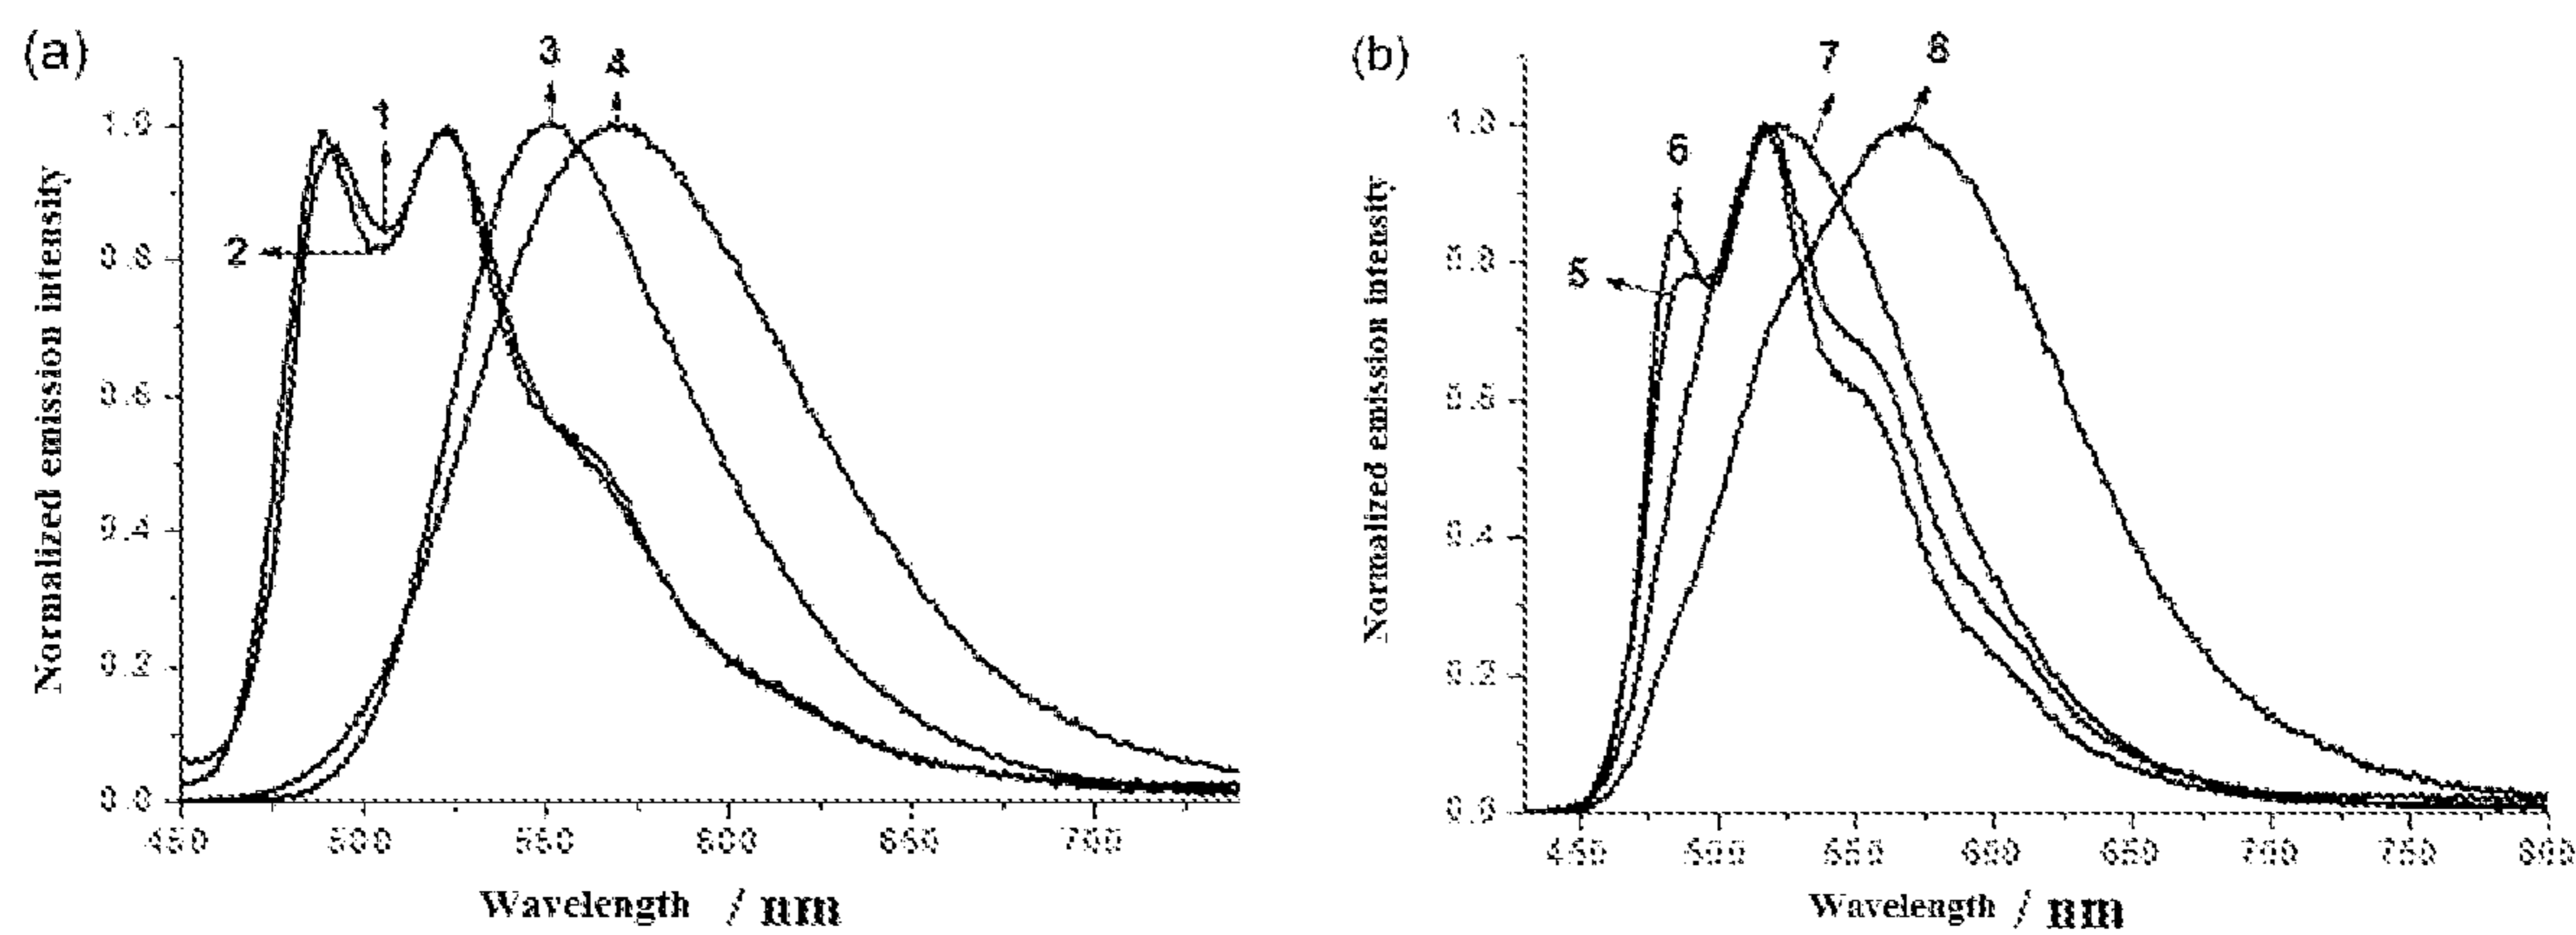 (a)
3
4
1
2
1.0
0.8
0.6
0.4
0.2
0.0
450 500 550 600 650 700
Normalized emission intensity
Wavelength / nm
(b)
7
8
6
5
1.0
0.8
0.6
0.4
0.2
0.0
450 500 550 600 650 700 750 800
Normalized emission intensity
Wavelength / nm